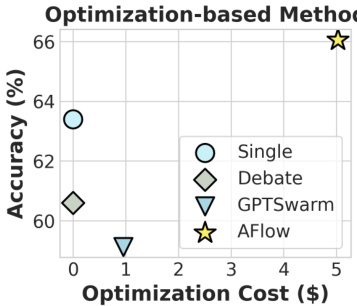 Optimization-based Method
66
64
62
60
Accuracy (%)
Single
Debate
GPTSwarm
AFlow
0 1 2 3 4 5
Optimization Cost ($)